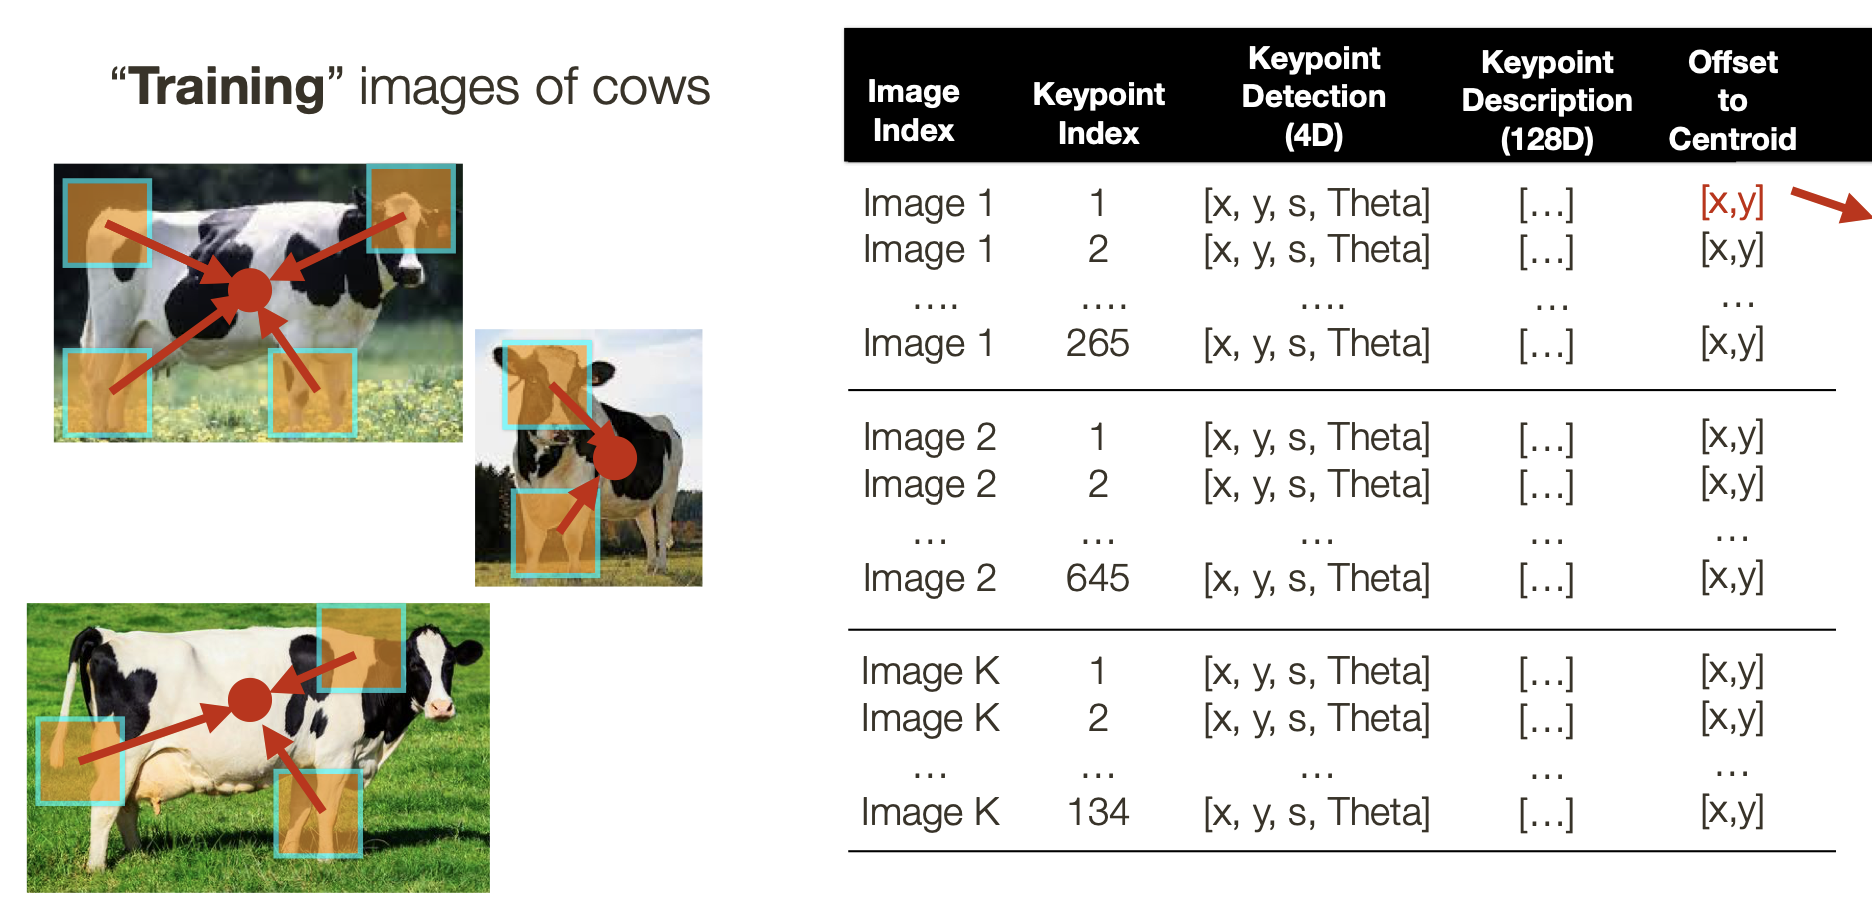 “Training” images of cows
Image Index | Keypoint Index | Keypoint Detection (4D) | Keypoint Description (128D) | Offset to Centroid
Image 1 1 [x, y, s, Theta] [...] [x,y]
Image 1 2 [x, y, s, Theta] [...] [x,y]
.... .... .... ... ...
Image 1 265 [x, y, s, Theta] [...] [x,y]
Image 2 1 [x, y, s, Theta] [...] [x,y]
Image 2 2 [x, y, s, Theta] [...] [x,y]
... ... ... ... ...
Image 2 645 [x, y, s, Theta] [...] [x,y]
Image K 1 [x, y, s, Theta] [...] [x,y]
Image K 2 [x, y, s, Theta] [...] [x,y]
... ... ... ... ...
Image K 134 [x, y, s, Theta] [...] [x,y]